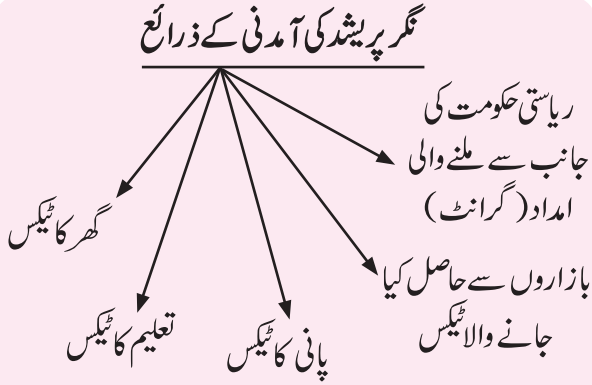 نگر پریشد کی آمدنی کے ذرائع
ریاستی حکومت کی
جانب سے ملنے والی
امداد (گرانٹ)
بازاروں سے حاصل کیا
جانے والا ٹیکس
پانی کا ٹیکس
تعلیم کا ٹیکس
گھر کا ٹیکس